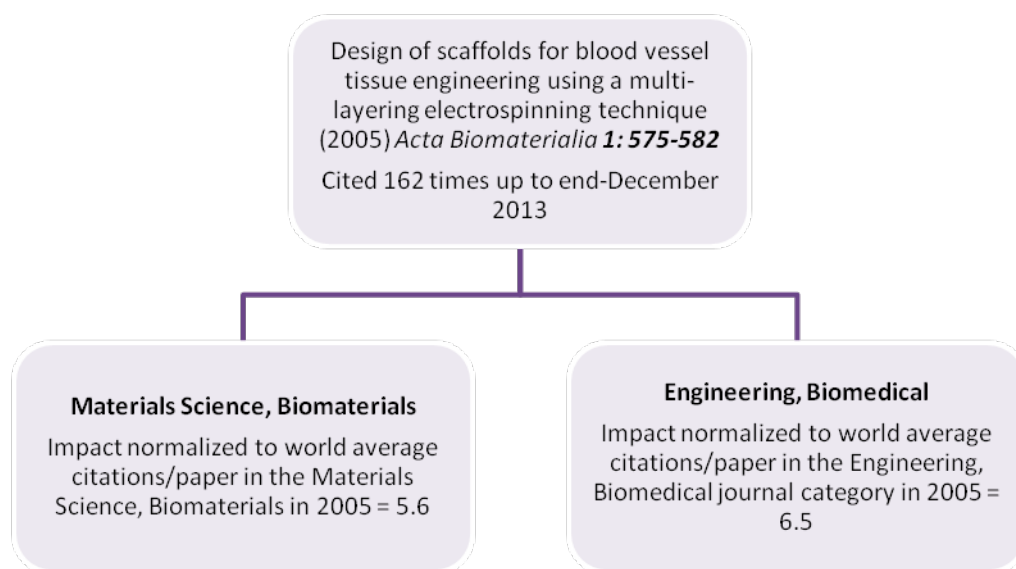 Design of scaffolds for blood vessel
tissue engineering using a multi-
layering electrospinning technique
(2005) Acta Biomaterialia 1: 575-582
Cited 162 times up to end-December
2013
Materials Science, Biomaterials
Impact normalized to world average
citations/paper in the Materials
Science, Biomaterials in 2005 = 5.6
Engineering, Biomedical
Impact normalized to world average
citations/paper in the Engineering,
Biomedical journal category in 2005 =
6.5